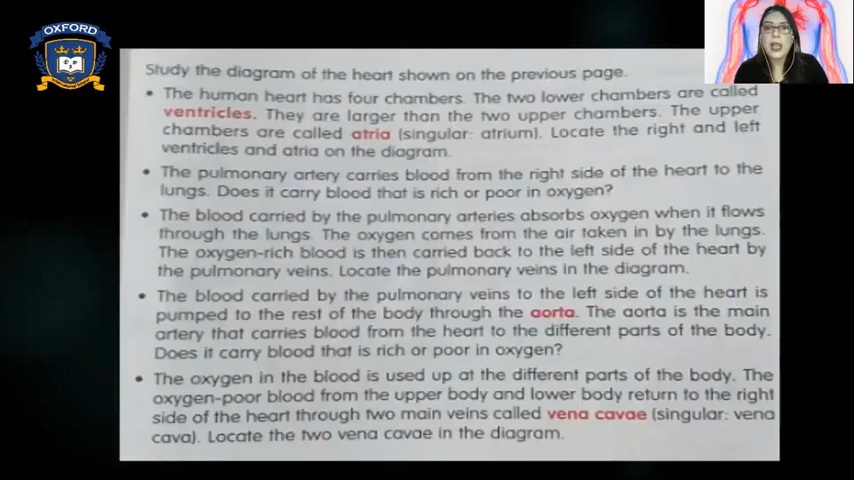 OXFORD
Study the diagram of the heart shown on the previous page.
• The human heart has four chambers. The two lower chambers are called
ventricles. They are larger than the two upper chambers. The upper
chambers are called atria (singular: atrium). Locate the right and left
ventricles and atria on the diagram.
• The pulmonary artery carries blood from the right side of the heart to the
lungs. Does it carry blood that is rich or poor in oxygen?
• The blood carried by the pulmonary arteries absorbs oxygen when it flows
through the lungs. The oxygen comes from the air taken in by the lungs.
The oxygen-rich blood is then carried back to the left side of the heart by
the pulmonary veins. Locate the pulmonary veins in the diagram.
• The blood carried by the pulmonary veins to the left side of the heart is
pumped to the rest of the body through the aorta. The aorta is the main
artery that carries blood from the heart to the different parts of the body.
Does it carry blood that is rich or poor in oxygen?
• The oxygen in the blood is used up at the different parts of the body. The
oxygen-poor blood from the upper body and lower body return to the right
side of the heart through two main veins called vena cavae (singular: vena
cava). Locate the two vena cavae in the diagram.